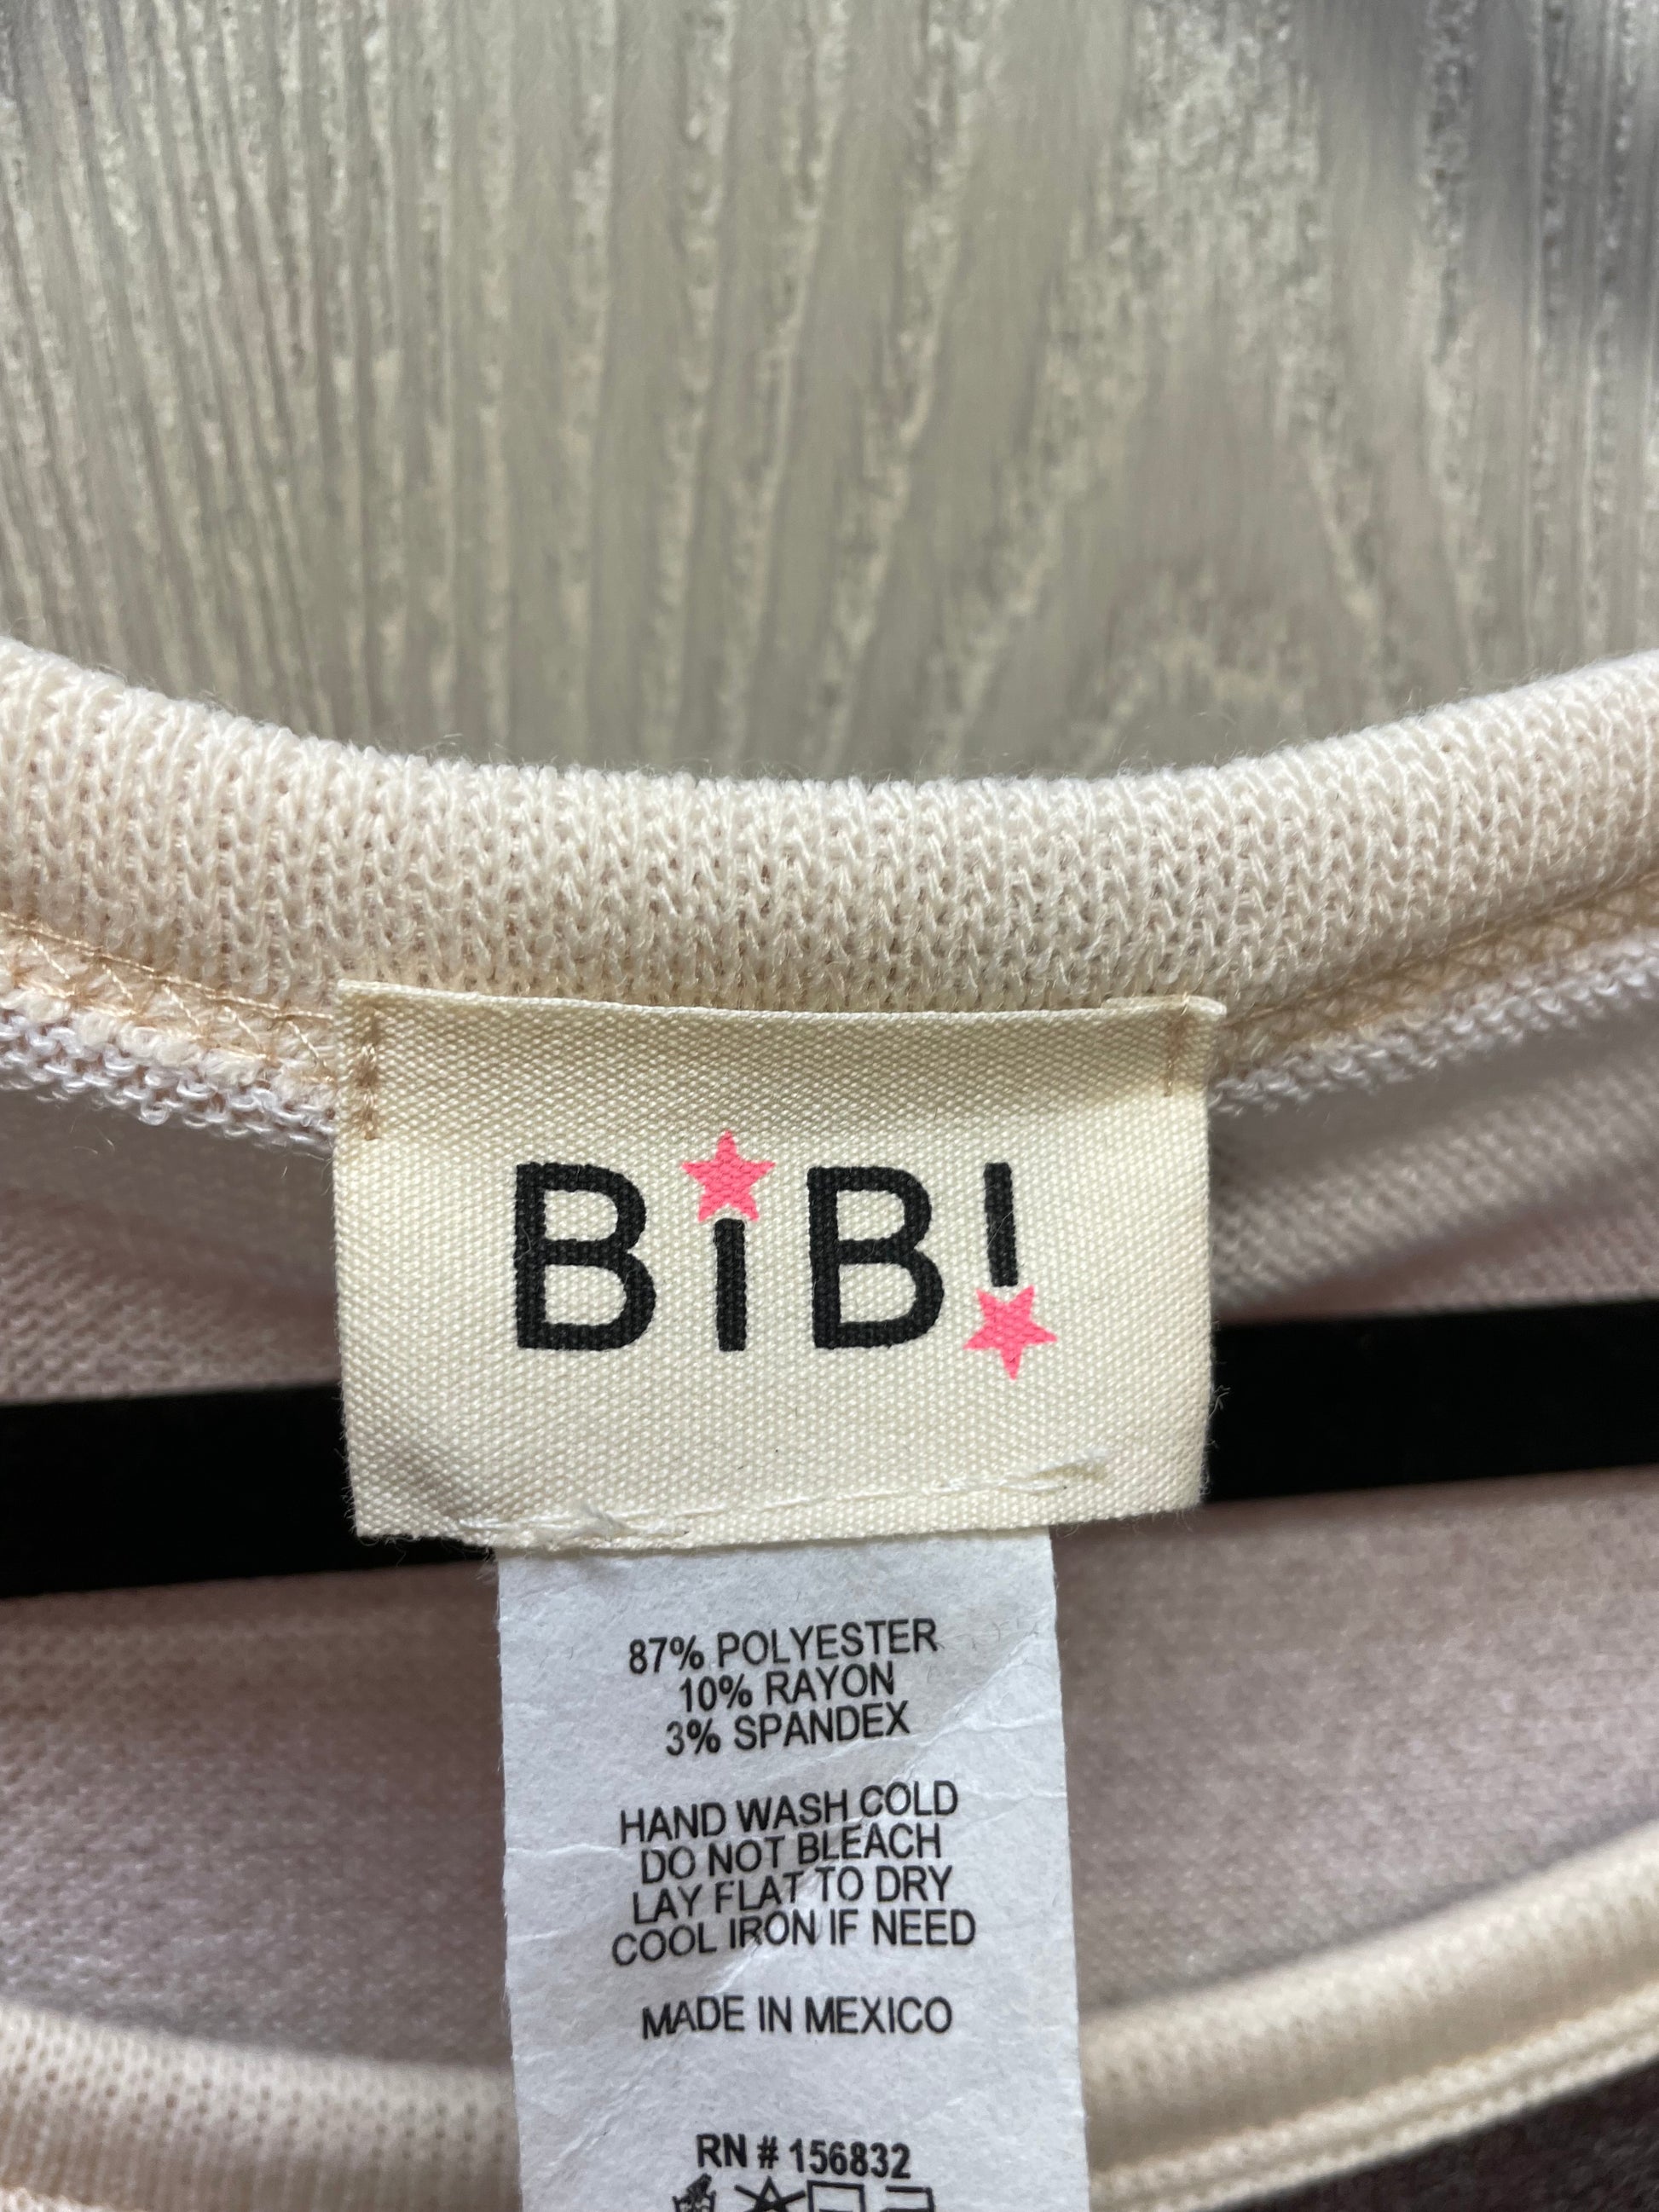 BiB!
87% POLYESTER
10% RAYON
3% SPANDEX
HAND WASH COLD
DO NOT BLEACH
LAY FLAT TO DRY
COOL IRON IF NEED
MADE IN MEXICO
RN # 156832